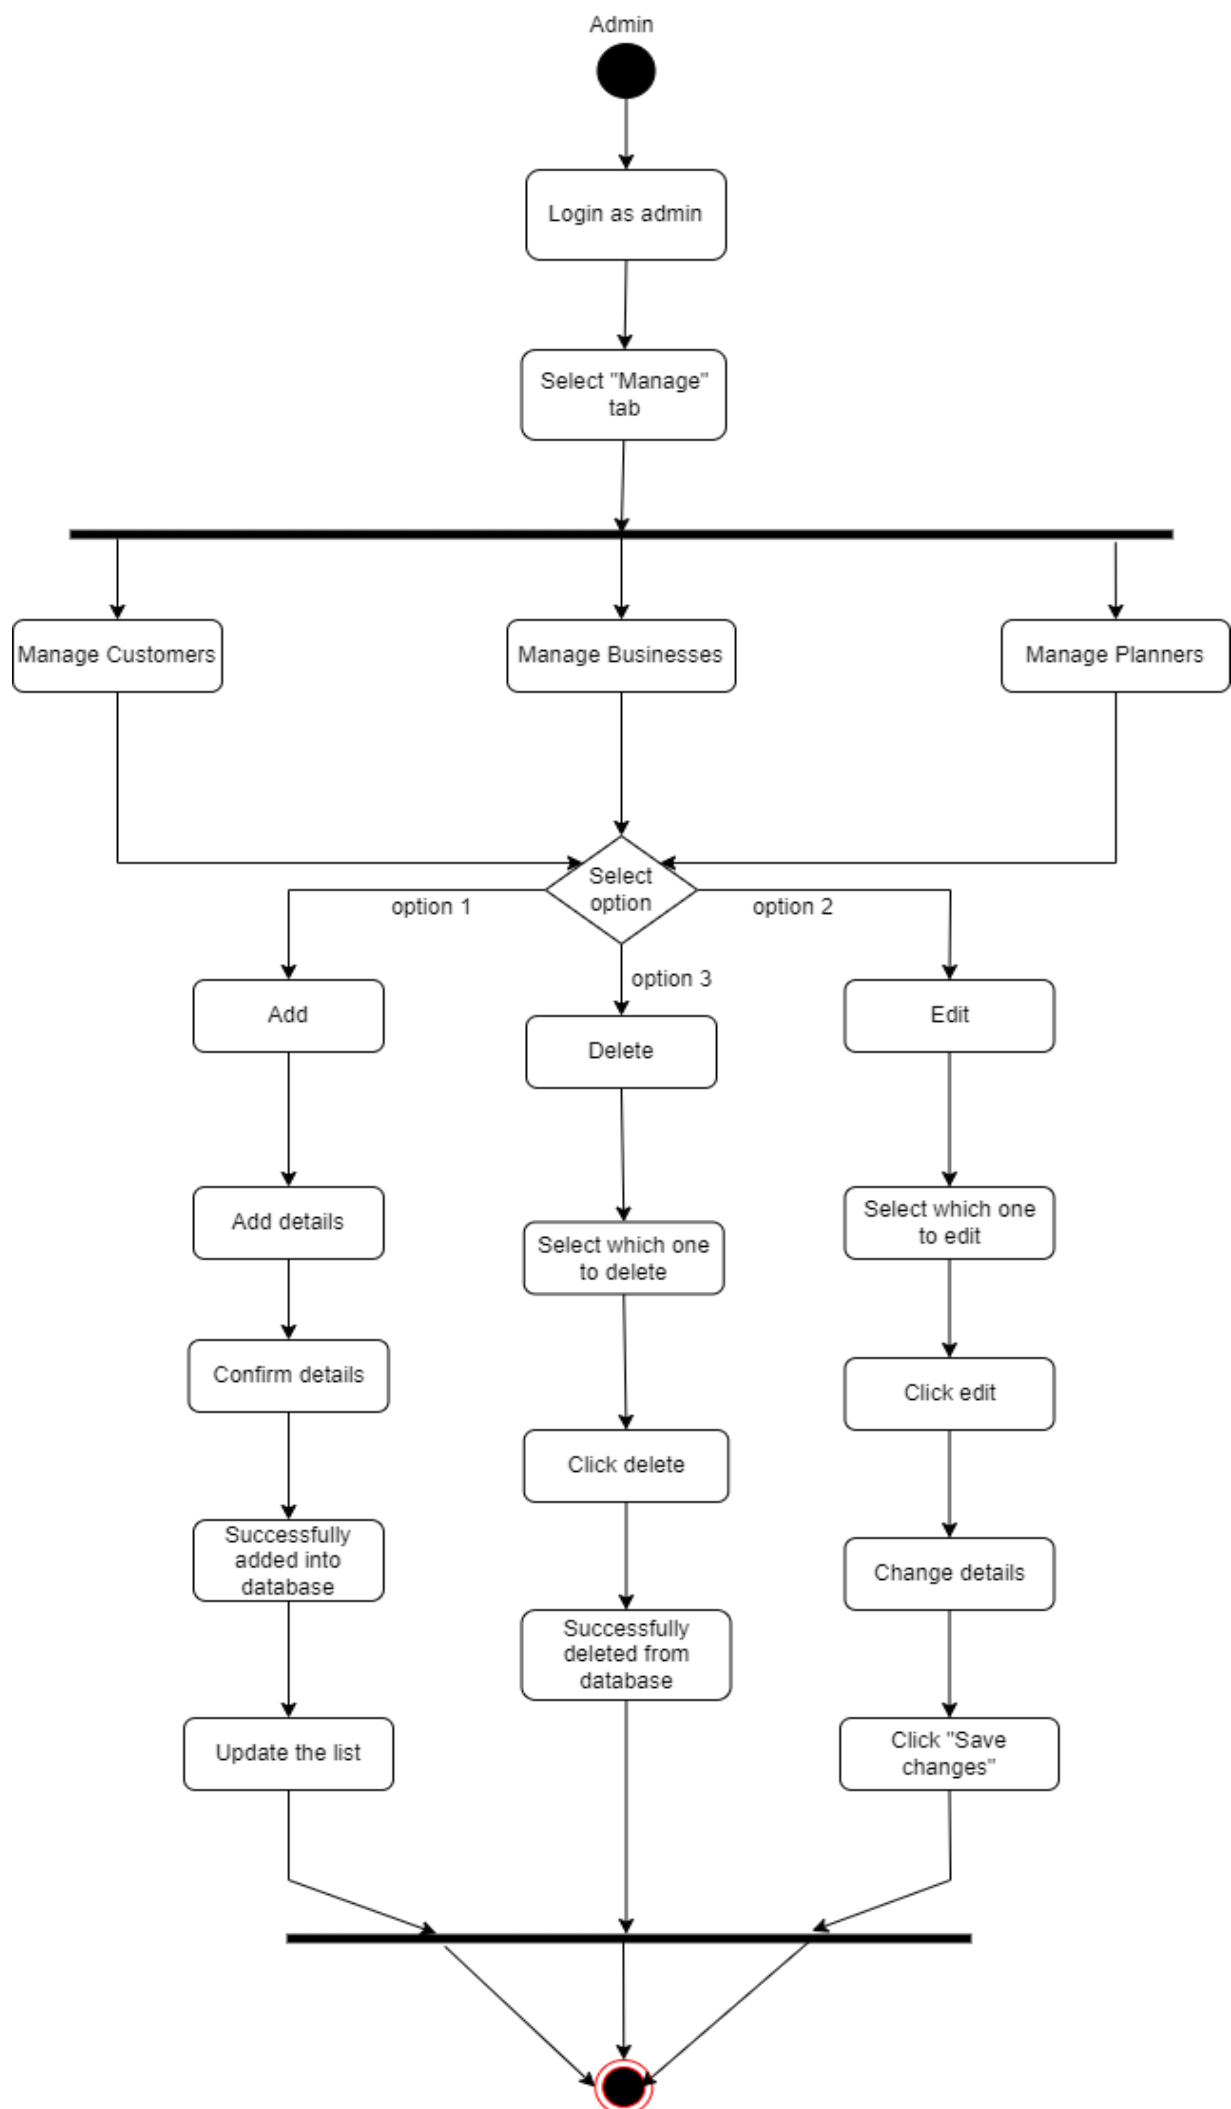 Admin
Login as admin
Select "Manage"
tab
Manage Customers
Manage Businesses
Manage Planners
Select
option
option 1
option 2
option 3
Add
Delete
Edit
Add details
Select which one
to delete
Select which one
to edit
Confirm details
Click delete
Click edit
Successfully
added into
database
Successfully
deleted from
database
Change details
Update the list
Click "Save
changes"